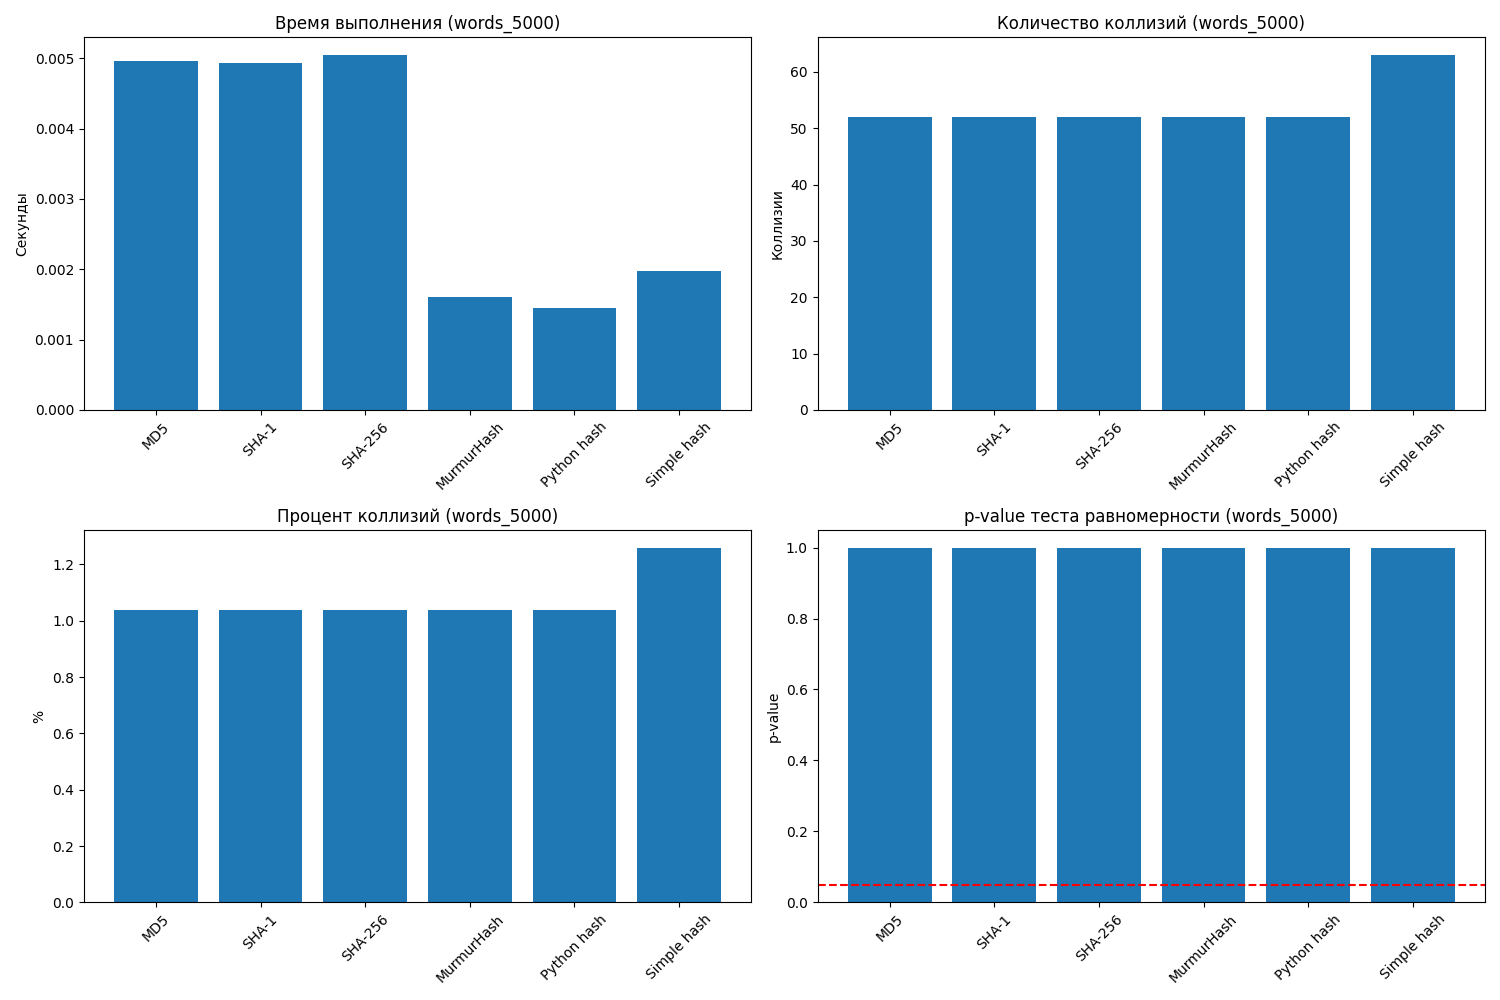 Время выполнения (words_5000)
Секунды
0.005
0.004
0.003
0.002
0.001
0.000
MD5
SHA-1
SHA-256
MurmurHash
Python hash
Simple hash
Количество коллизий (words_5000)
Коллизии
60
50
40
30
20
10
0
MD5
SHA-1
SHA-256
MurmurHash
Python hash
Simple hash
Процент коллизий (words_5000)
%
1.2
1.0
0.8
0.6
0.4
0.2
0.0
MD5
SHA-1
SHA-256
MurmurHash
Python hash
Simple hash
p-value теста равномерности (words_5000)
p-value
1.0
0.8
0.6
0.4
0.2
0.0
MD5
SHA-1
SHA-256
MurmurHash
Python hash
Simple hash